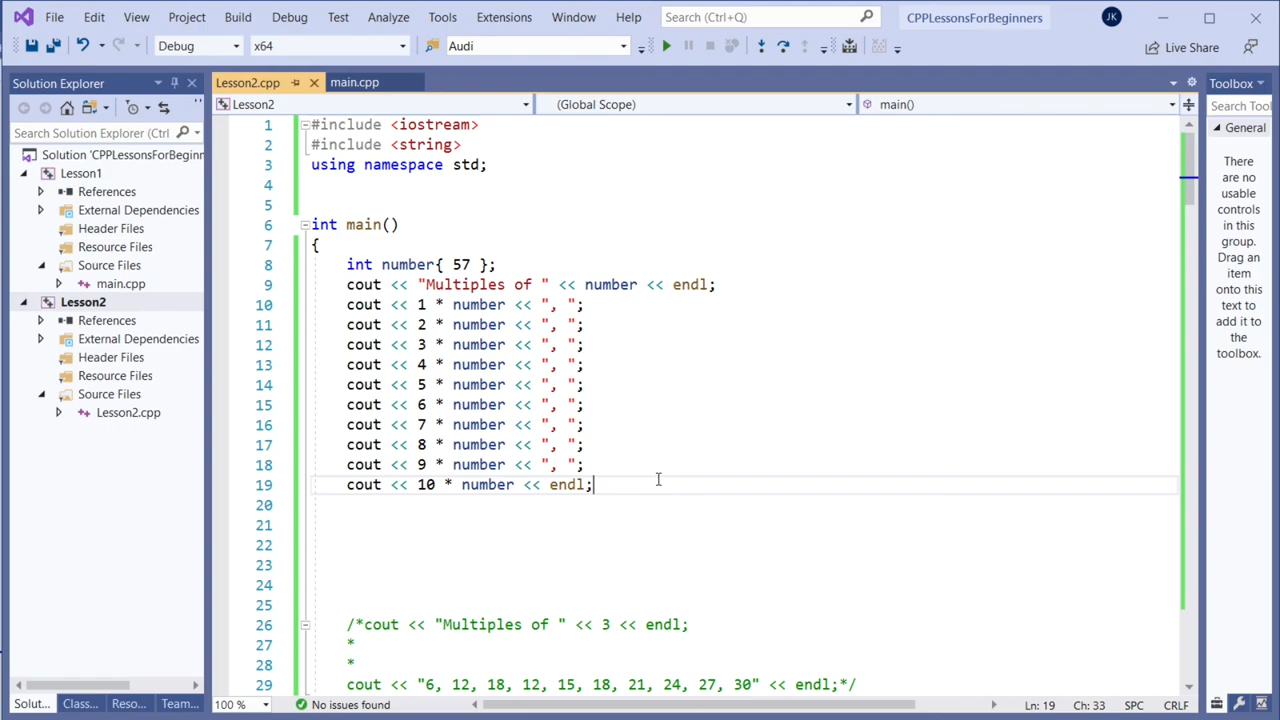 File Edit View Project Build Debug Test Analyze Tools Extensions Window Help Search (Ctrl+Q) CPPLessonsForBeginners JK
Debug x64 Audi Live Share
Solution Explorer
Search Solution Explorer (Ctrl
Solution 'CPPLessonsForBeginn
Lesson1
References
External Dependencies
Header Files
Resource Files
Source Files
main.cpp
Lesson2
References
External Dependencies
Header Files
Resource Files
Source Files
Lesson2.cpp
Solut... Class... Reso... Team...
Lesson2.cpp main.cpp
Lesson2 (Global Scope) main()
1 #include <iostream>
2 #include <string>
3 using namespace std;
4
5
6 int main()
7 {
8 int number{ 57 };
9 cout << "Multiples of " << number << endl;
10 cout << 1 * number << ", ";
11 cout << 2 * number << ", ";
12 cout << 3 * number << ", ";
13 cout << 4 * number << ", ";
14 cout << 5 * number << ", ";
15 cout << 6 * number << ", ";
16 cout << 7 * number << ", ";
17 cout << 8 * number << ", ";
18 cout << 9 * number << ", ";
19 cout << 10 * number << endl;
20
21
22
23
24
25
26 /*cout << "Multiples of " << 3 << endl;
27 *
28 *
29 cout << "6, 12, 18, 12, 15, 18, 21, 24, 27, 30" << endl;*/
100 % No issues found Ln: 19 Ch: 33 SPC CRLF
Toolbox
Search Tool
General
There
are no
usable
controls
in this
group.
Drag an
item
onto this
text to
add it to
the
toolbox.